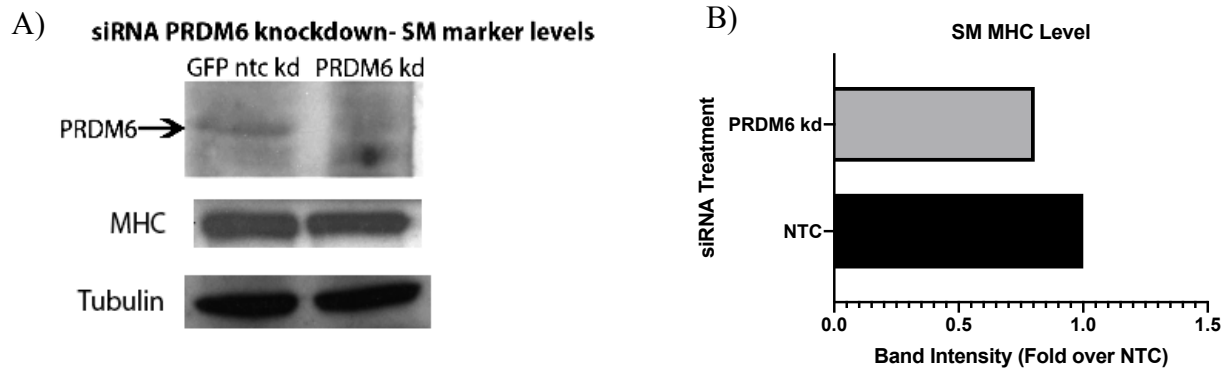 A)
siRNA PRDM6 knockdown- SM marker levels
GFP ntc kd PRDM6 kd
PRDM6
MHC
Tubulin
B)
SM MHC Level
siRNA Treatment
PRDM6 kd
NTC
0.0 0.5 1.0 1.5
Band Intensity (Fold over NTC)